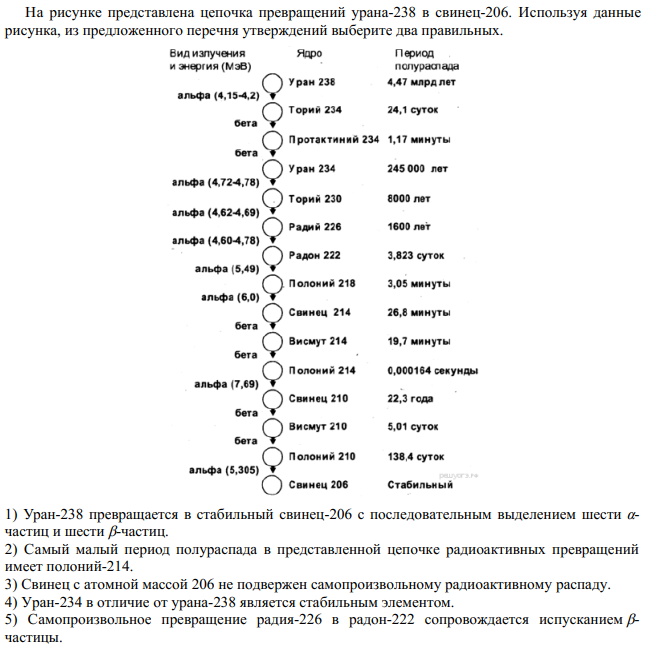 На рисунке представлена цепочка превращений урана-238 в свинец-206. Используя данные
рисунка, из предложенного перечня утверждений выберите два правильных.
Вид излучения Ядро Период
и энергия (МэВ) полураспада
Уран 238 4,47 млрд лет
альфа (4,15-4,2)
Торий 234 24,1 суток
бета
Протактиний 234 1,17 минуты
бета
Уран 234 245 000 лет
альфа (4,72-4,78)
Торий 230 8000 лет
альфа (4,62-4,69)
Радий 226 1600 лет
альфа (4,60-4,78)
Радон 222 3,823 суток
альфа (5,49)
Полоний 218 3,05 минуты
альфа (6,0)
Свинец 214 26,8 минуты
бета
Висмут 214 19,7 минуты
бета
Полоний 214 0,000164 секунды
альфа (7,69)
Свинец 210 22,3 года
бета
Висмут 210 5,01 суток
бета
Полоний 210 138,4 суток
альфа (5,305)
Свинец 206 Стабильный
1) Уран-238 превращается в стабильный свинец-206 с последовательным выделением шести α-
частиц и шести β-частиц.
2) Самый малый период полураспада в представленной цепочке радиоактивных превращений
имеет полоний-214.
3) Свинец с атомной массой 206 не подвержен самопроизвольному радиоактивному распаду.
4) Уран-234 в отличие от урана-238 является стабильным элементом.
5) Самопроизвольное превращение радия-226 в радон-222 сопровождается испусканием β-
частицы.